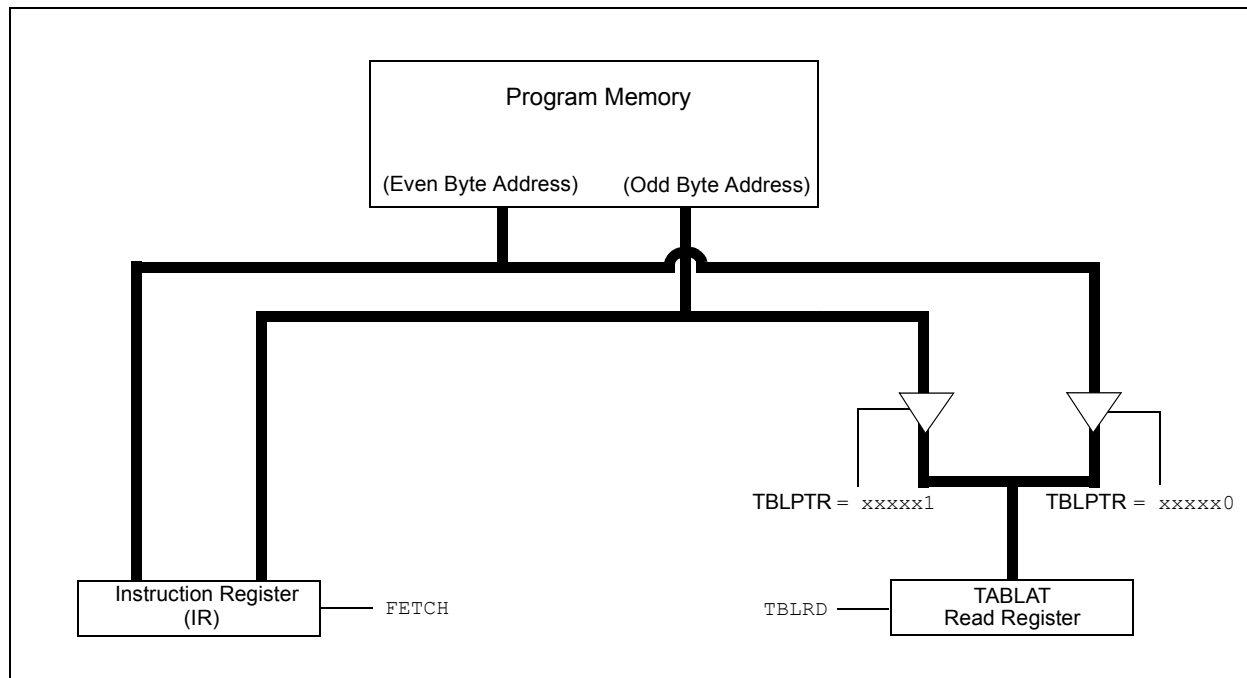 Program Memory
(Even Byte Address)
(Odd Byte Address)
TBLPTR = xxxxx1
TBLPTR = xxxxx0
Instruction Register
(IR)
FETCH
TBLRD
TABLAT
Read Register